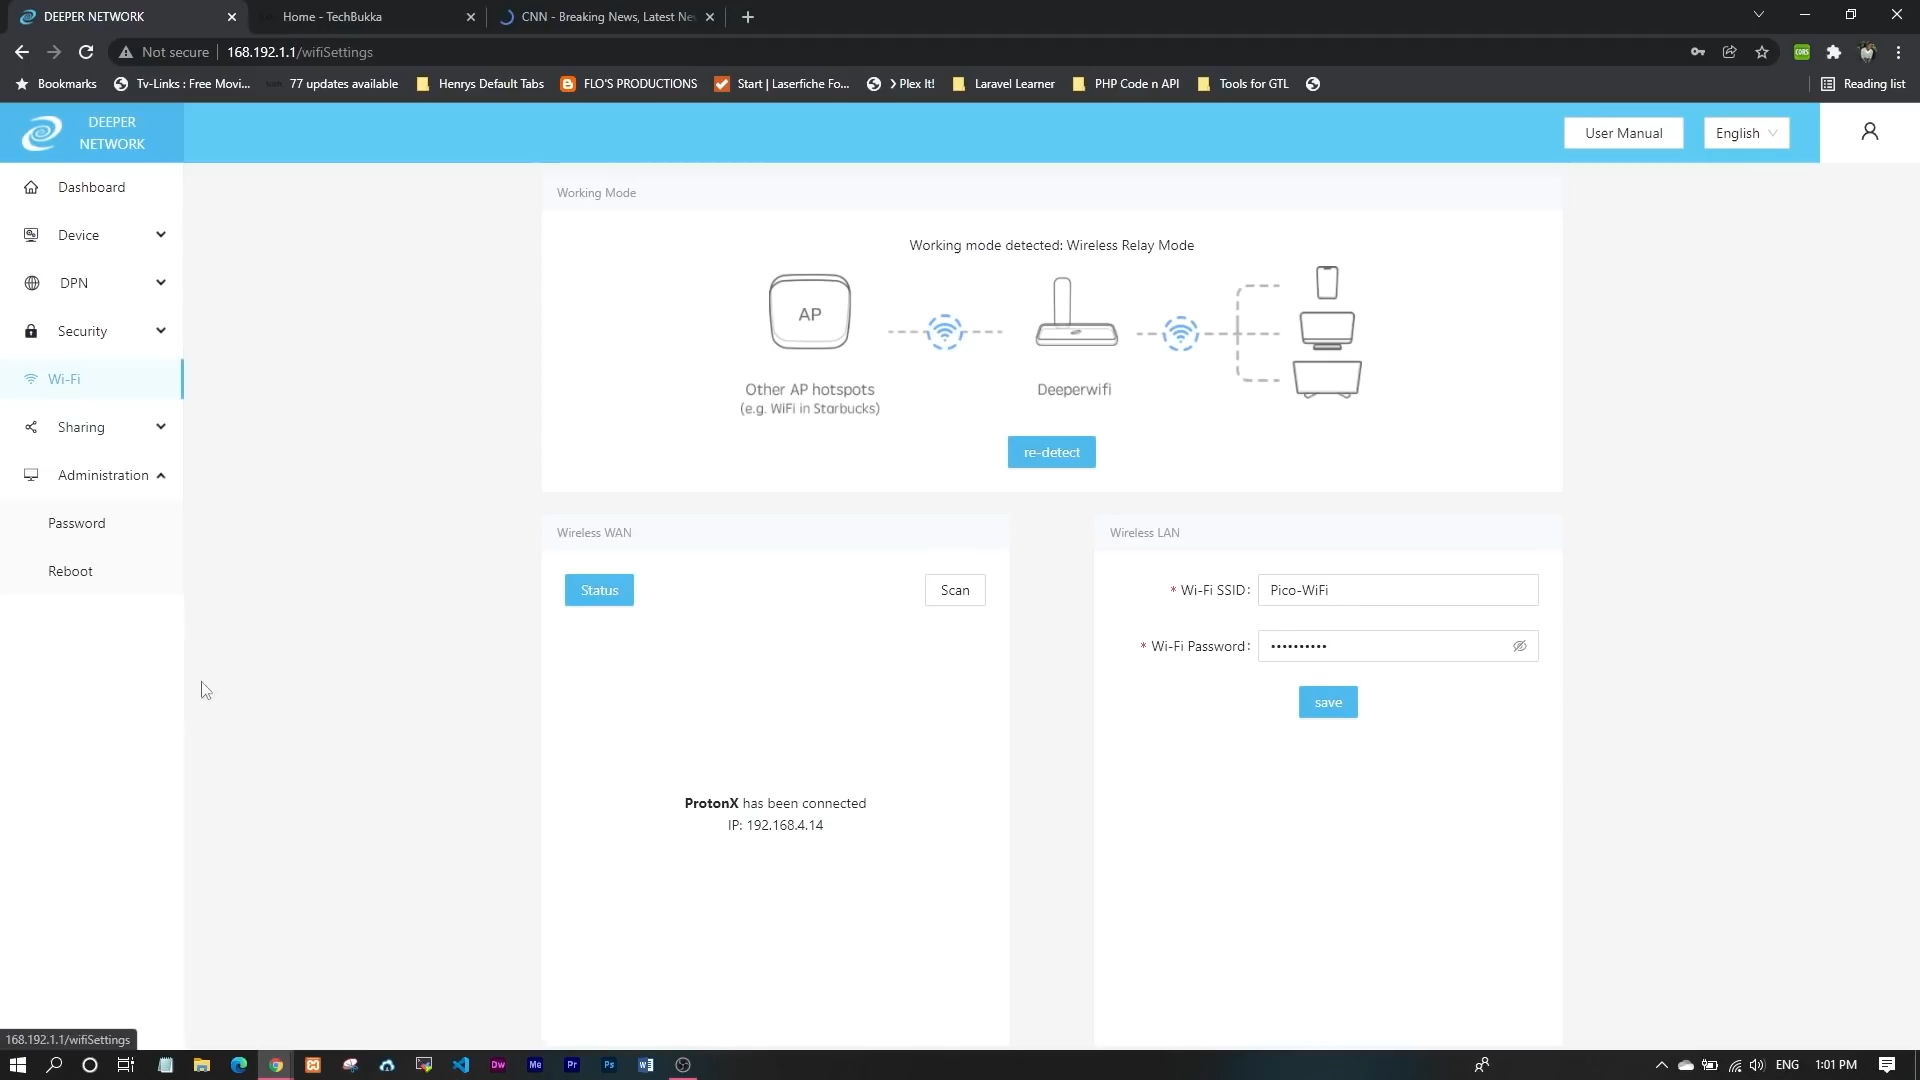 DEEPER NETWORK
Home - TechBukka
CNN - Breaking News, Latest Ne
Not secure
168.192.1.1/wifiSettings
Bookmarks
Tv-Links : Free Movi...
77 updates available
Henrys Default Tabs
FLO'S PRODUCTIONS
Start | Laserfiche Fo...
> Plex It!
Laravel Learner
PHP Code n API
Tools for GTL
Reading list
DEEPER
NETWORK
User Manual
English
Dashboard
Device
DPN
Security
Wi-Fi
Sharing
Administration
Password
Reboot
Working Mode
Working mode detected: Wireless Relay Mode
AP
Other AP hotspots
(e.g. WiFi in Starbucks)
Deeperwifi
re-detect
Wireless WAN
Status
Scan
ProtonX has been connected
IP: 192.168.4.14
Wireless LAN
* Wi-Fi SSID:
Pico-WiFi
* Wi-Fi Password:
••••••••••
save
168.192.1.1/wifiSettings
Dw
Me
Pr
Ps
ENG
1:01 PM